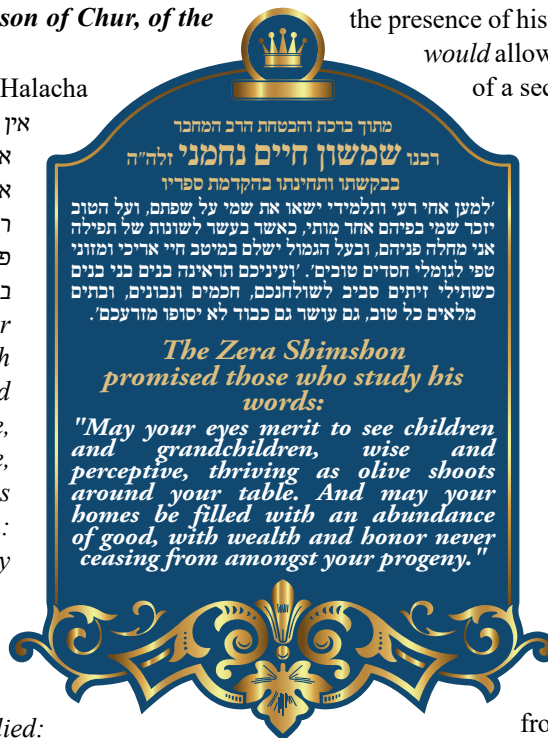 son of Chur, of the
the presence of his
would allow
of a sec
Halacha
אין
מתוך ברכת והבטחת הרב המחבר
רבנו שמשון חיים נחמני זלה״ה
בבקשתו ותחינתו בהקדמת ספריו
'למען אחי רעי ותלמידי ישאו את שמי על שפתם, ועל הטוב
יזכר שמי בפיהם אחר מותי, כאשר בעשר לשונות של תפילה
אני מחלה פניהם, ובעל הגמול ישלם כמיטב חיי אריכי ומזוני
טפי לגומלי חסדים טובים'. 'ועיניכם תראינה בנים בני בנים
כשתילי זיתים סביב לשולחנכם, חכמים ונבונים, ובתים
מלאים כל טוב, גם עושר גם כבוד לא יסופו מזרעכם'.
The Zera Shimshon
promised those who study his
words:
"May your eyes merit to see children
and grandchildren, wise and
perceptive, thriving as olive shoots
around your table. And may your
homes be filled with an abundance
of good, with wealth and honor never
ceasing from amongst your progeny."
lied:
fro